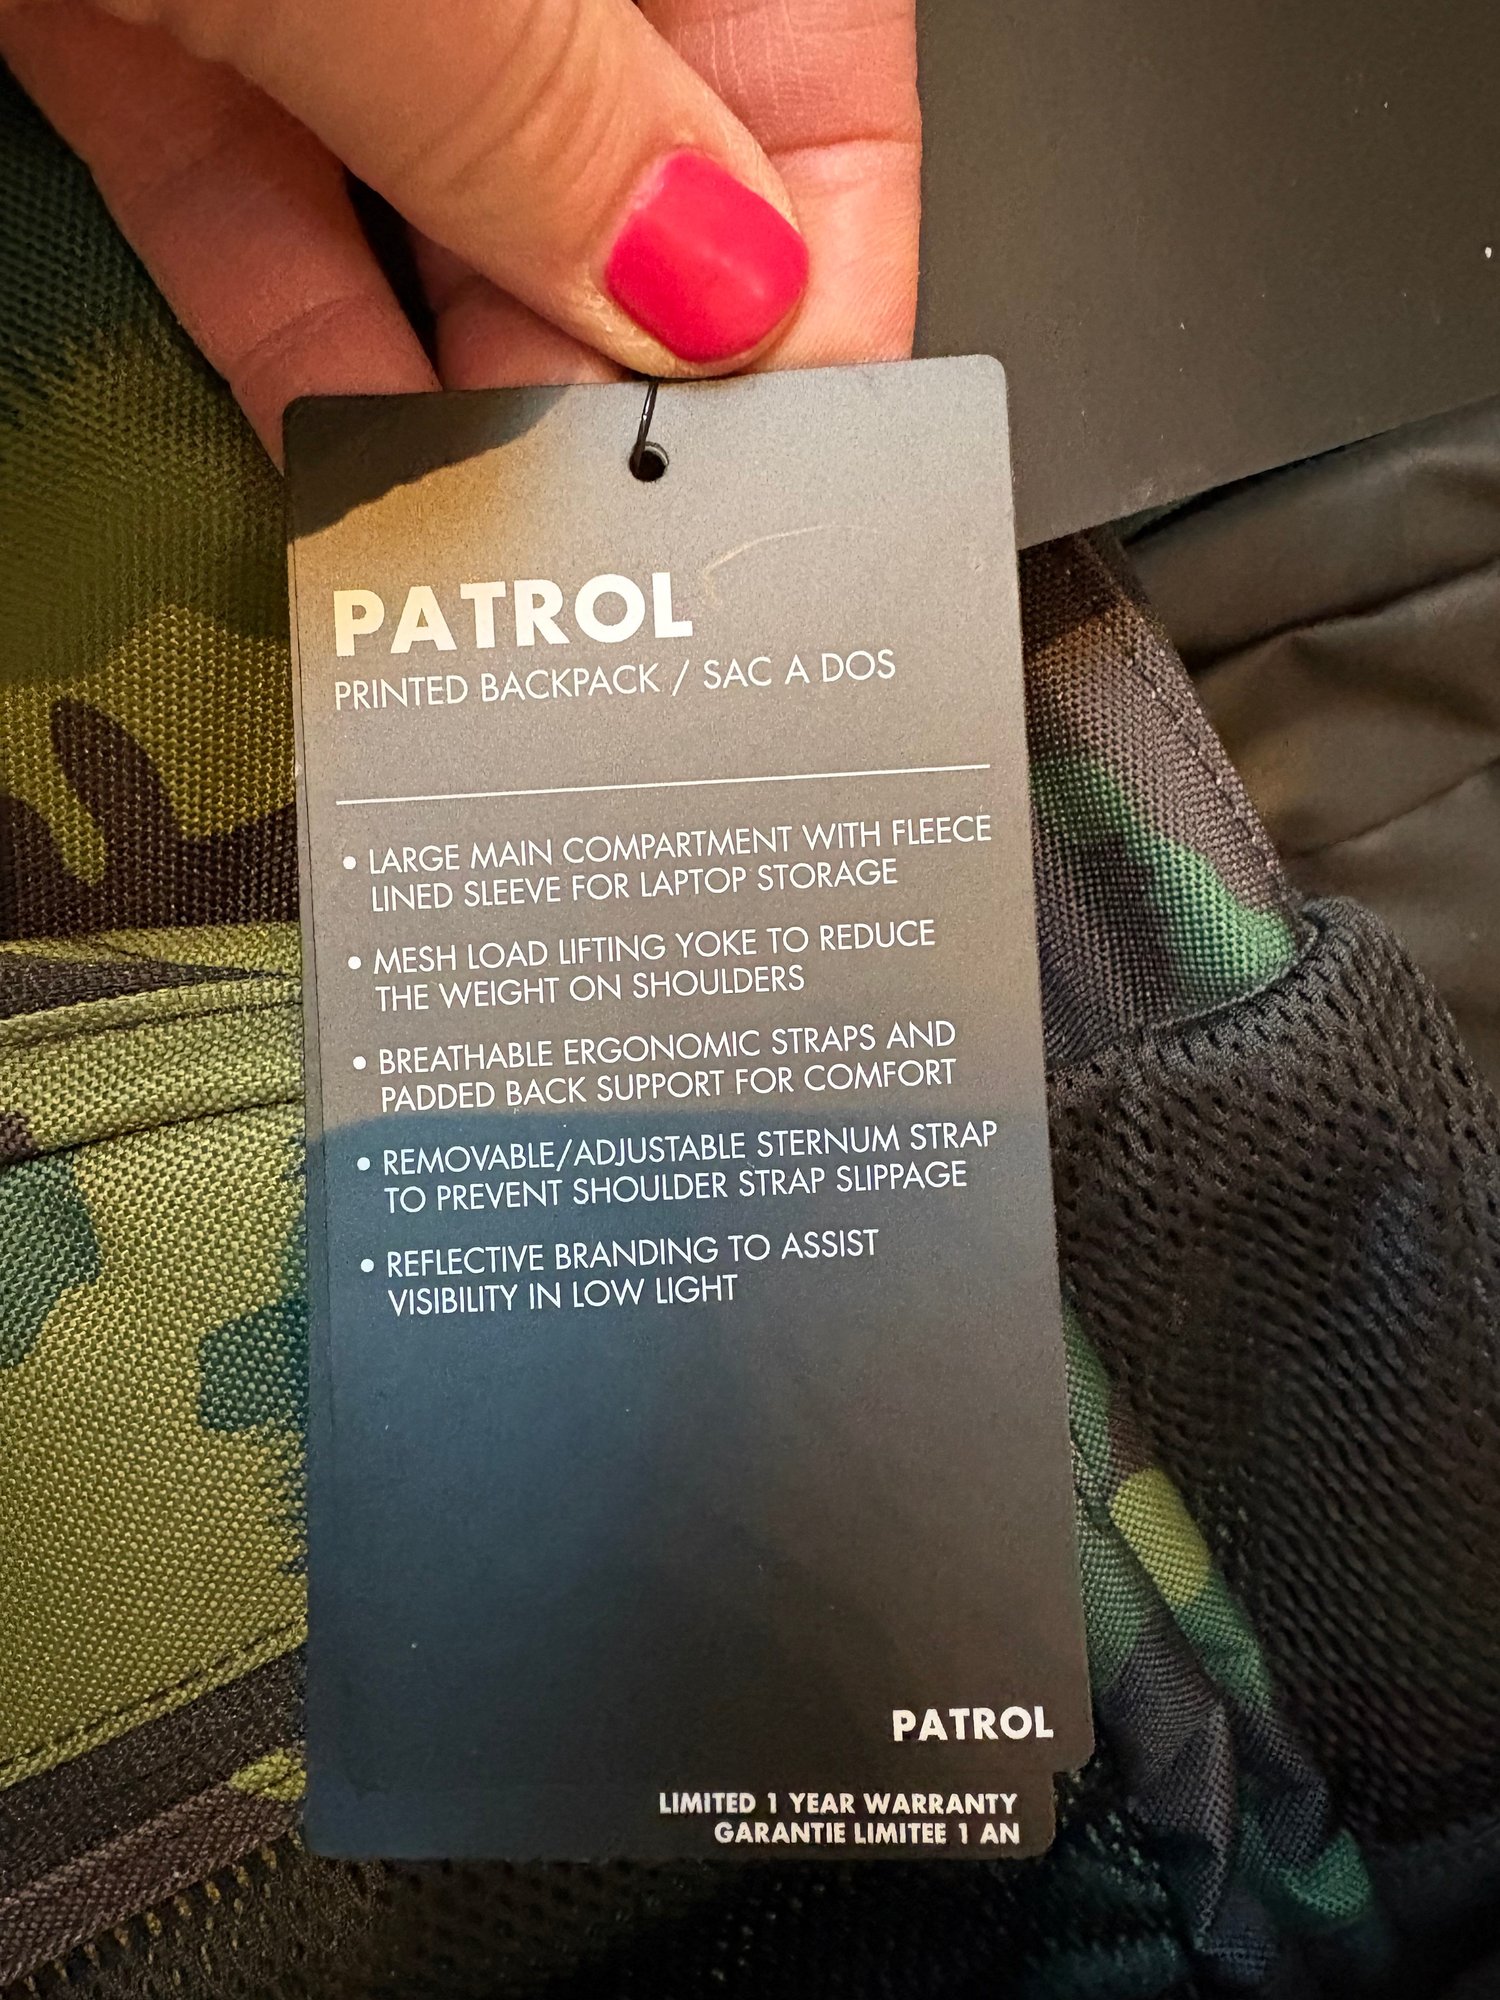 PATROL
PRINTED BACKPACK / SAC A DOS
• LARGE MAIN COMPARTMENT WITH FLEECE
LINED SLEEVE FOR LAPTOP STORAGE
• MESH LOAD LIFTING YOKE TO REDUCE
THE WEIGHT ON SHOULDERS
• BREATHABLE ERGONOMIC STRAPS AND
PADDED BACK SUPPORT FOR COMFORT
• REMOVABLE/ADJUSTABLE STERNUM STRAP
TO PREVENT SHOULDER STRAP SLIPPAGE
• REFLECTIVE BRANDING TO ASSIST
VISIBILITY IN LOW LIGHT
PATROL
LIMITED 1 YEAR WARRANTY
GARANTIE LIMITEE 1 AN